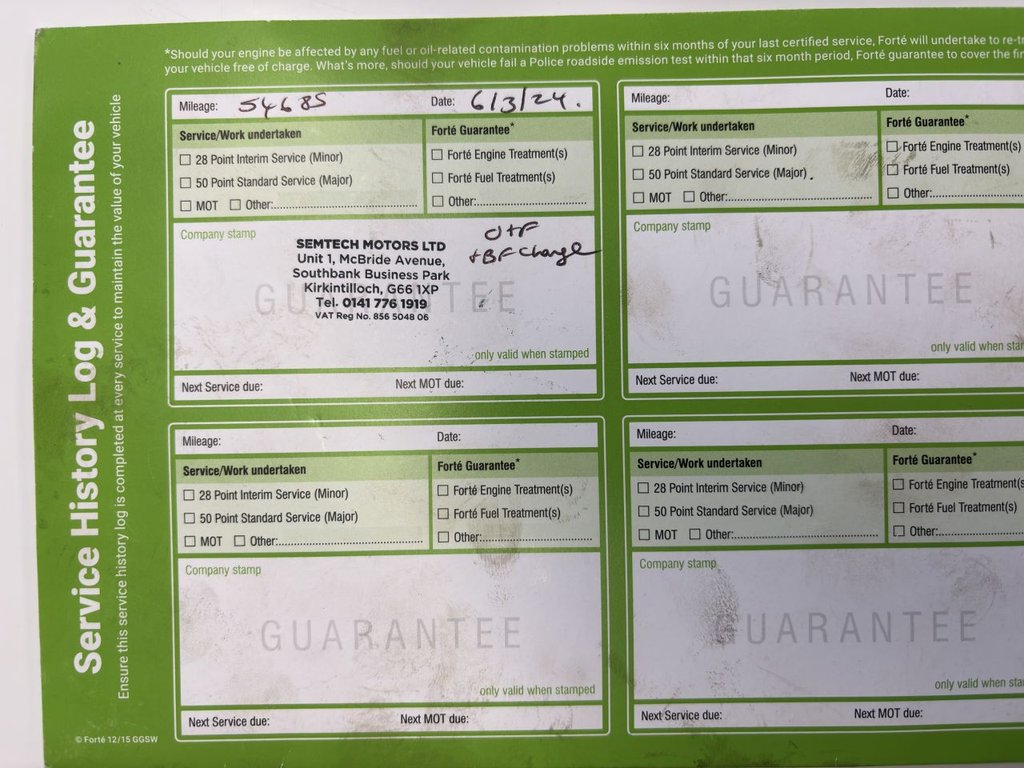 Service History Log & Guarantee
Ensure this service history log is completed at every service to maintain the value of your vehicle
*Should your engine be affected by any fuel or oil-related contamination problems within six months of your last certified service, Forté will undertake to
your vehicle free of charge. What's more, should your vehicle fail a Police roadside emission test within that six month period, Forté guarantee to cover the
Mileage: 54685 Date: 6/3/24.
Service/Work undertaken Forté Guarantee*
28 Point Interim Service (Minor) Forté Engine Treatment(s)
50 Point Standard Service (Major) Forté Fuel Treatment(s)
MOT Other: Other:
Company stamp
SEMTECH MOTORS LTD
Unit 1, McBride Avenue,
Southbank Business Park
Kirkintilloch, G66 1XP
Tel. 0141 776 1919
VAT Reg No. 856 5048 06
O+F
+BF change
GUARANTEE
only valid when stamped
Next Service due: Next MOT due:
Mileage: Date:
Service/Work undertaken Forté Guarantee*
28 Point Interim Service (Minor) Forté Engine Treatment(s)
50 Point Standard Service (Major) Forté Fuel Treatment(s)
MOT Other: Other:
Company stamp
GUARANTEE
only valid when
Next Service due: Next MOT due:
Mileage: Date:
Service/Work undertaken Forté Guarantee*
28 Point Interim Service (Minor) Forté Engine Treatment(s)
50 Point Standard Service (Major) Forté Fuel Treatment(s)
MOT Other: Other:
Company stamp
GUARANTEE
only valid when stamped
Next Service due: Next MOT due:
Mileage: Date:
Service/Work undertaken Forté Guarantee*
28 Point Interim Service (Minor) Forté Engine
50 Point Standard Service (Major) Forté Fuel Treatment(s)
MOT Other: Other:
Company stamp
GUARANTEE
only valid when
Next Service due: Next MOT due:
© Forté 12/15 GGSW